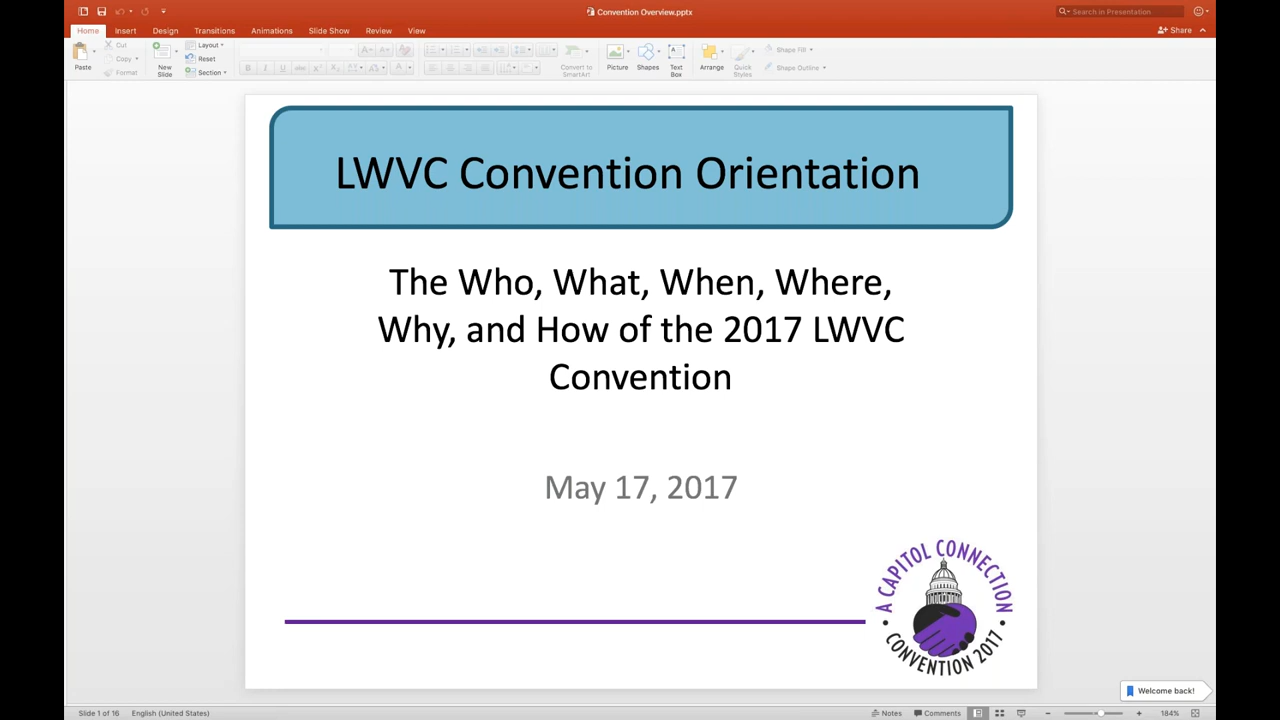 Convention Overview.pptx
Search in Presentation
Home Insert Design Transitions Animations Slide Show Review View
Share
Paste
Cut
Copy
Format
New Slide
Layout
Reset
Section
B I U abc X² X₂
Convert to SmartArt
Picture
Shapes
Text Box
Arrange
Quick Styles
Shape Fill
Shape Outline
LWVC Convention Orientation
The Who, What, When, Where,
Why, and How of the 2017 LWVC
Convention
May 17, 2017
A CAPITOL CONNECTION
• CONVENTION 2017 •
Welcome back!
Slide 1 of 16 English (United States)
Notes Comments 184%